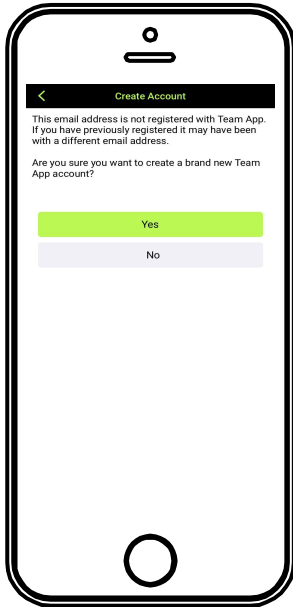 Create Account
This email address is not registered with Team App.
If you have previously registered it may have been
with a different email address.
Are you sure you want to create a brand new Team
App account?
Yes
No